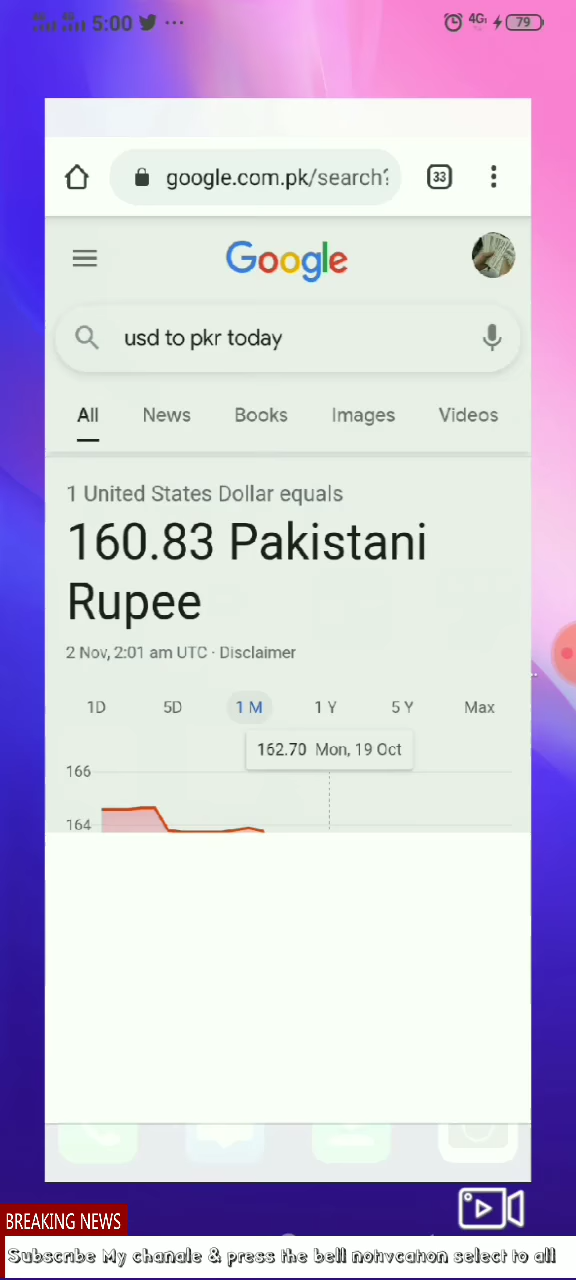 5:00
4G
79
google.com.pk/search?
33
Google
usd to pkr today
All News Books Images Videos
1 United States Dollar equals
160.83 Pakistani
Rupee
2 Nov, 2:01 am UTC · Disclaimer
1D 5D 1 M 1 Y 5 Y Max
162.70 Mon, 19 Oct
166
164
BREAKING NEWS
Subscribe My chanale & press the bell notivcation select to all